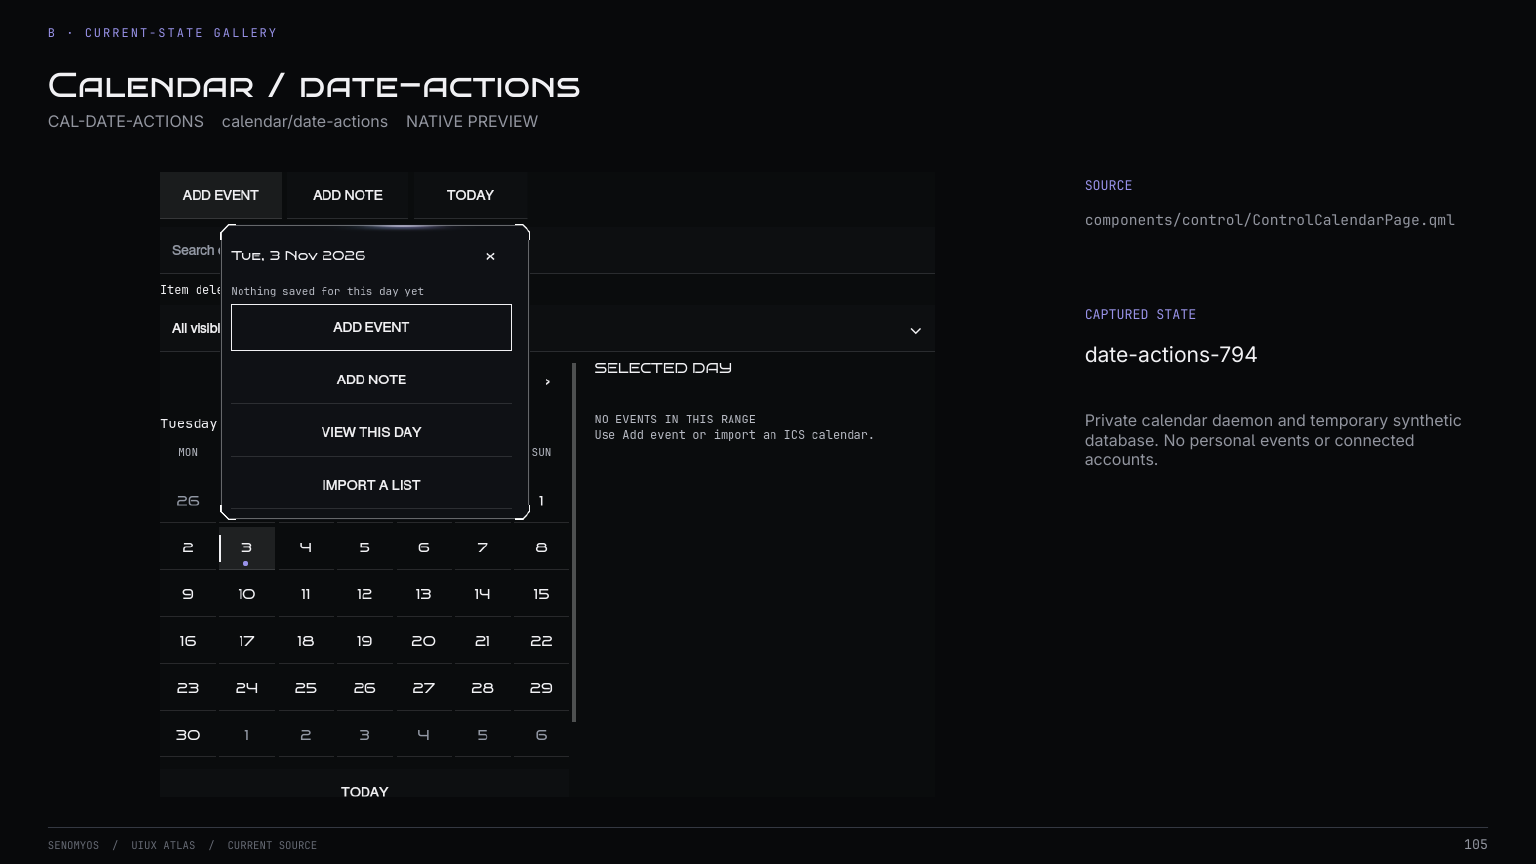 B · CURRENT-STATE GALLERY
Calendar / date-actions
CAL-DATE-ACTIONS calendar/date-actions NATIVE PREVIEW
ADD EVENT ADD NOTE TODAY
Search
Tue, 3 Nov 2026 ×
Item dele
Nothing saved for this day yet
All visibl
ADD EVENT
ADD NOTE
VIEW THIS DAY
IMPORT A LIST
›
Tuesday
MON SUN
26 1
2 3 4 5 6 7 8
9 10 11 12 13 14 15
16 17 18 19 20 21 22
23 24 25 26 27 28 29
30 1 2 3 4 5 6
TODAY
SELECTED DAY
NO EVENTS IN THIS RANGE
Use Add event or import an ICS calendar.
SOURCE
components/control/ControlCalendarPage.qml
CAPTURED STATE
date-actions-794
Private calendar daemon and temporary synthetic
database. No personal events or connected
accounts.
SENOMYOS / UIUX ATLAS / CURRENT SOURCE
105